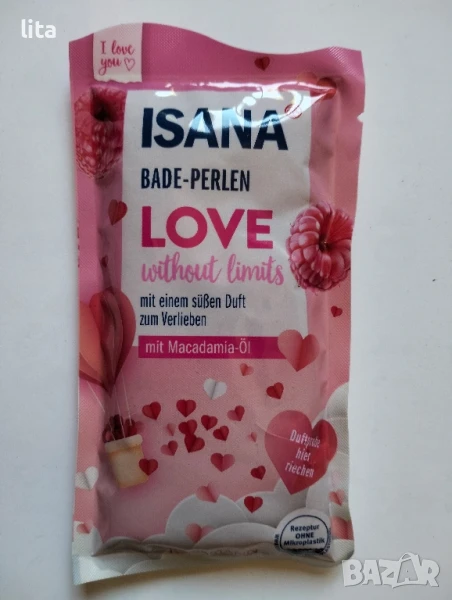 lita
I love
you
ISANA®
BADE-PERLEN
LOVE
without limits
mit einem süßen Duft
zum Verlieben
mit Macadamia-Öl
Duftprobe
hier
riechen
Rezeptur
OHNE
Mikroplastik
BAZAR